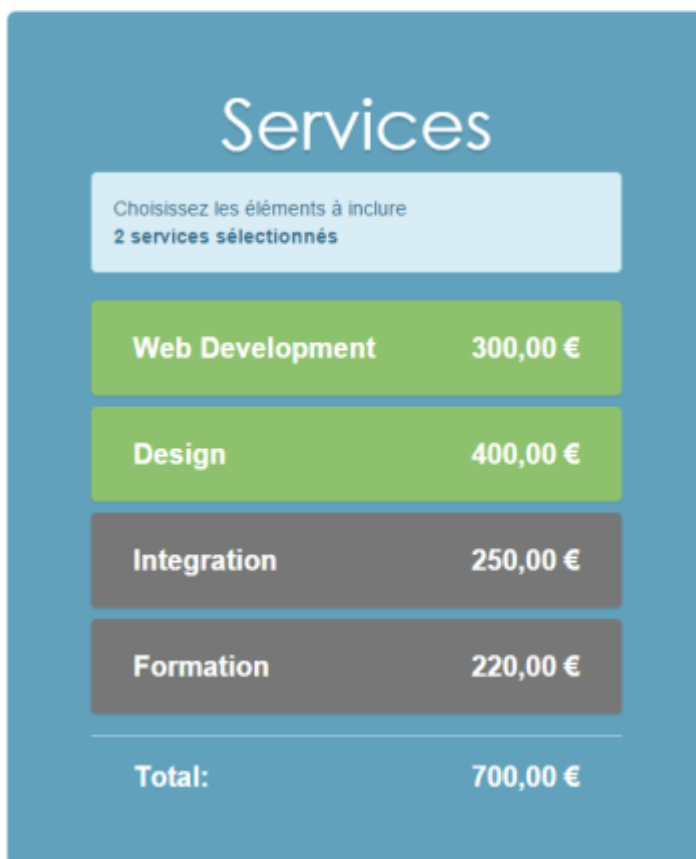 Services
Choisissez les éléments à inclure
2 services sélectionnés
Web Development 300,00 €
Design 400,00 €
Integration 250,00 €
Formation 220,00 €
Total: 700,00 €